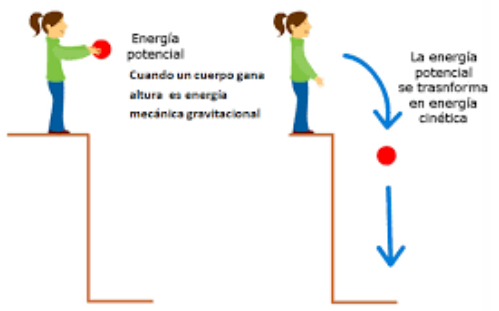 Energía
potencial
Cuando un cuerpo gana
altura es energía
mecánica gravitacional
La energía
potencial
se trasnforma
en energía
cinética